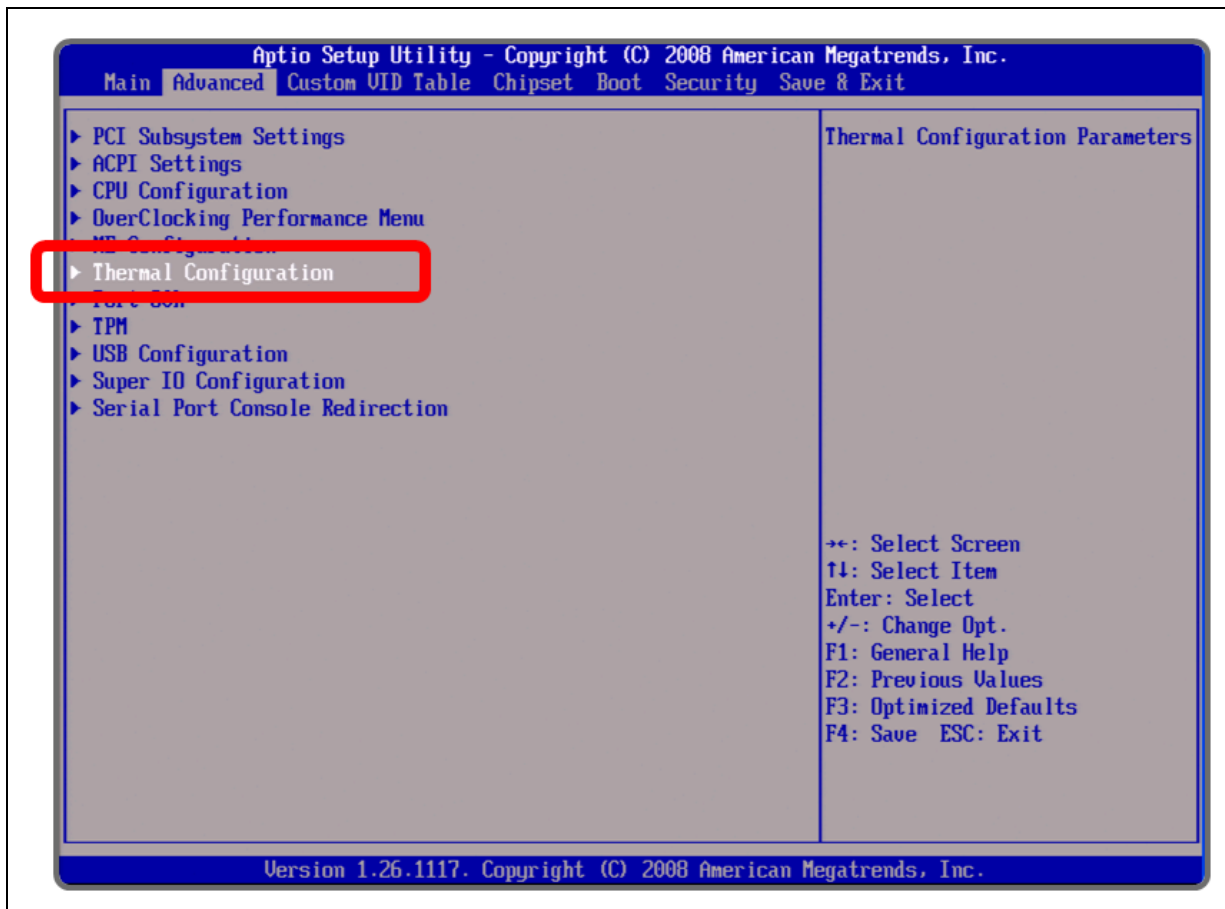 Aptio Setup Utility - Copyright (C) 2008 American Megatrends, Inc.
Main Advanced Custom VID Table Chipset Boot Security Save & Exit
PCI Subsystem Settings
ACPI Settings
CPU Configuration
OverClocking Performance Menu
ME Configuration
Thermal Configuration
TPM
USB Configuration
Super IO Configuration
Serial Port Console Redirection
Thermal Configuration Parameters
→←: Select Screen
↑↓: Select Item
Enter: Select
+/-: Change Opt.
F1: General Help
F2: Previous Values
F3: Optimized Defaults
F4: Save ESC: Exit
Version 1.26.1117. Copyright (C) 2008 American Megatrends, Inc.